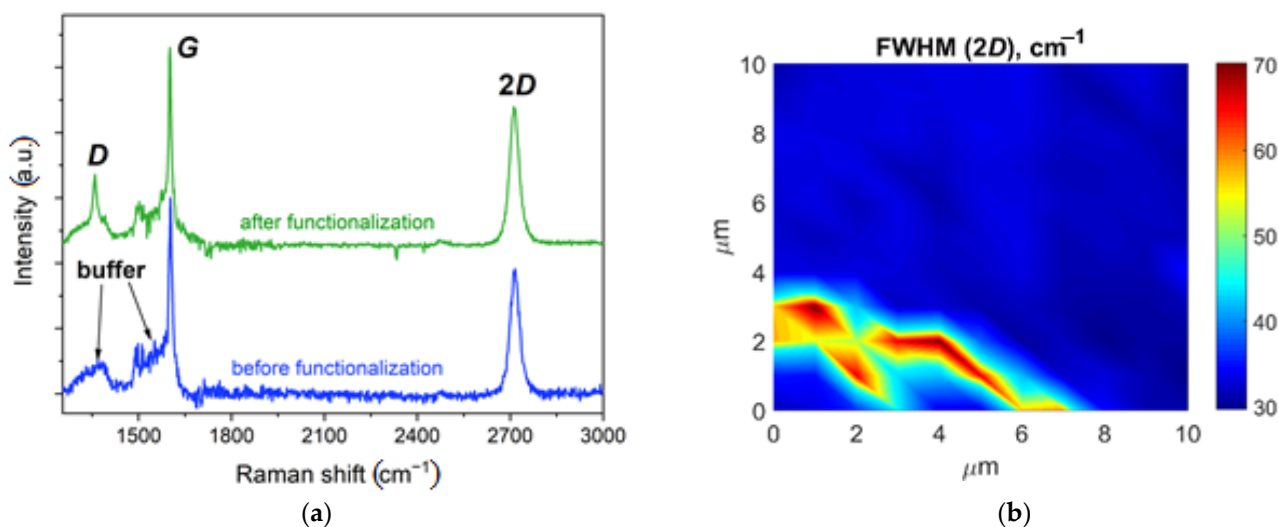 D
G
2D
after functionalization
buffer
before functionalization
Intensity (a.u.)
1500 1800 2100 2400 2700 3000
Raman shift (cm⁻¹)
(a)
FWHM (2D), cm⁻¹
10
8
6
4
2
0
μm
0 2 4 6 8 10
μm
70
60
50
40
30
(b)